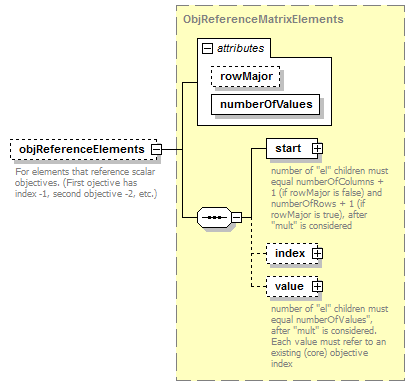 ObjReferenceMatrixElements
attributes
rowMajor
numberOfValues
objReferenceElements
For elements that reference scalar
objectives. (First ojective has
index -1, second objective -2, etc.)
start
number of "el" children must
equal numberOfColumns +
1 (if rowMajor is false) and
numberOfRows + 1 (if
rowMajor is true), after
"mult" is considered
index
value
number of "el" children must
equal numberOfValues",
after "mult" is considered.
Each value must refer to an
existing (core) objective
index